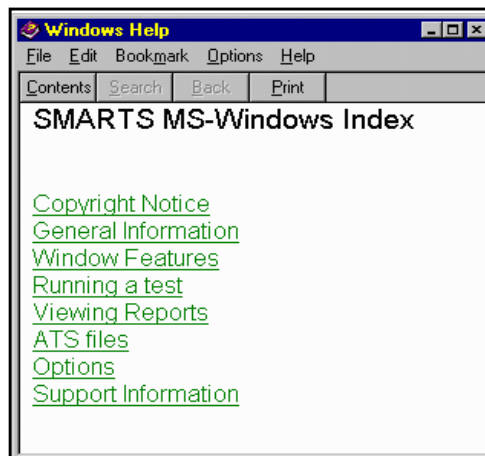 Windows Help
File Edit Bookmark Options Help
Contents Search Back Print
SMARTS MS-Windows Index
Copyright Notice
General Information
Window Features
Running a test
Viewing Reports
ATS files
Options
Support Information